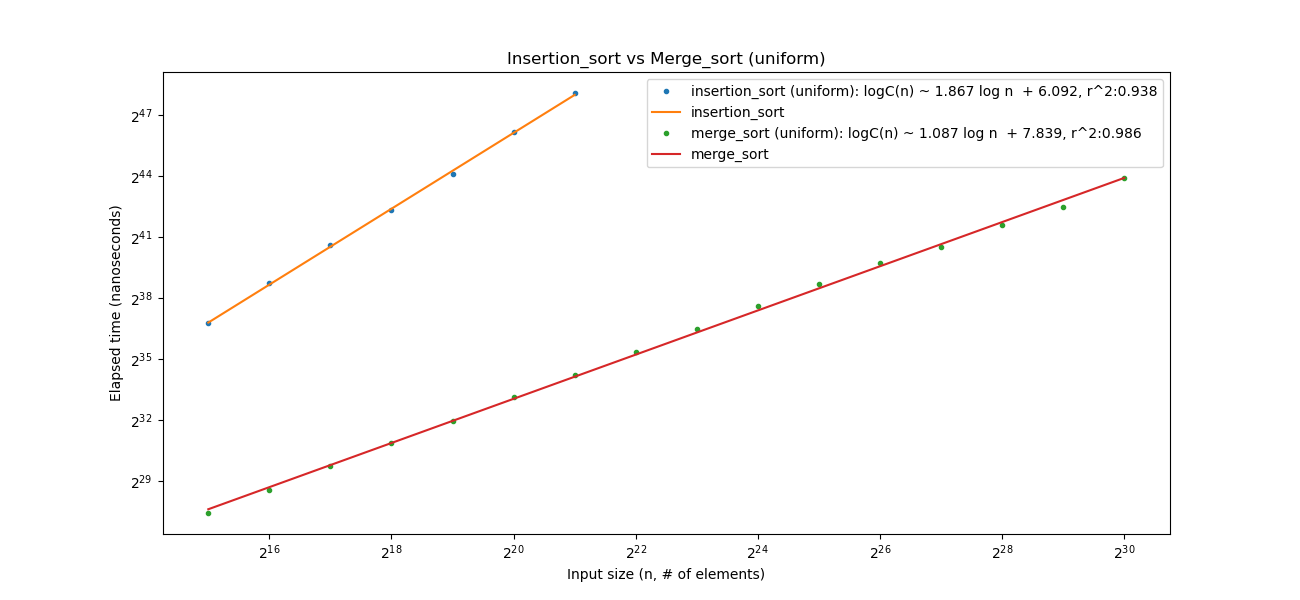 Insertion_sort vs Merge_sort (uniform)
insertion_sort (uniform): logC(n) ~ 1.867 log n  + 6.092, r^2:0.938
insertion_sort
merge_sort (uniform): logC(n) ~ 1.087 log n  + 7.839, r^2:0.986
merge_sort
Elapsed time (nanoseconds)
2^47
2^44
2^41
2^38
2^35
2^32
2^29
2^16 2^18 2^20 2^22 2^24 2^26 2^28 2^30
Input size (n, # of elements)